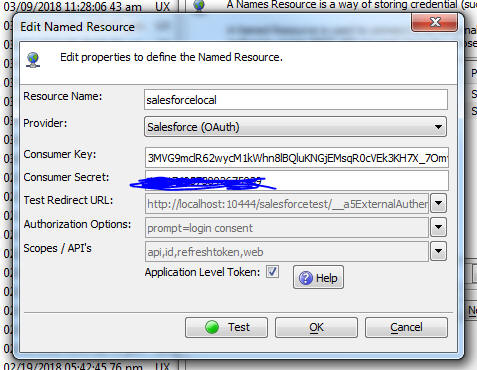 03/09/2018 11:28:06 43 am UX
A Names Resource is a way of storing credential (suc
Edit Named Resource
Edit properties to define the Named Resource.
Resource Name: salesforcelocal
Provider: Salesforce (OAuth)
Consumer Key: 3MVG9mclR62wycM1kWhn8lBQluKNGjEMsqR0cVEk3KH7X_7Om
Consumer Secret:
Test Redirect URL: http://localhost:10444/salesforcetest/__a5ExternalAuther
Authorization Options: prompt=login consent
Scopes / API's api,id,refreshtoken,web
Application Level Token: Help
Test OK Cancel
02/19/2018 05:42:45 76 pm UX